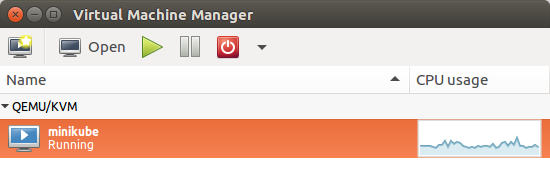 Virtual Machine Manager
Open
Name CPU usage
QEMU/KVM
minikube
Running